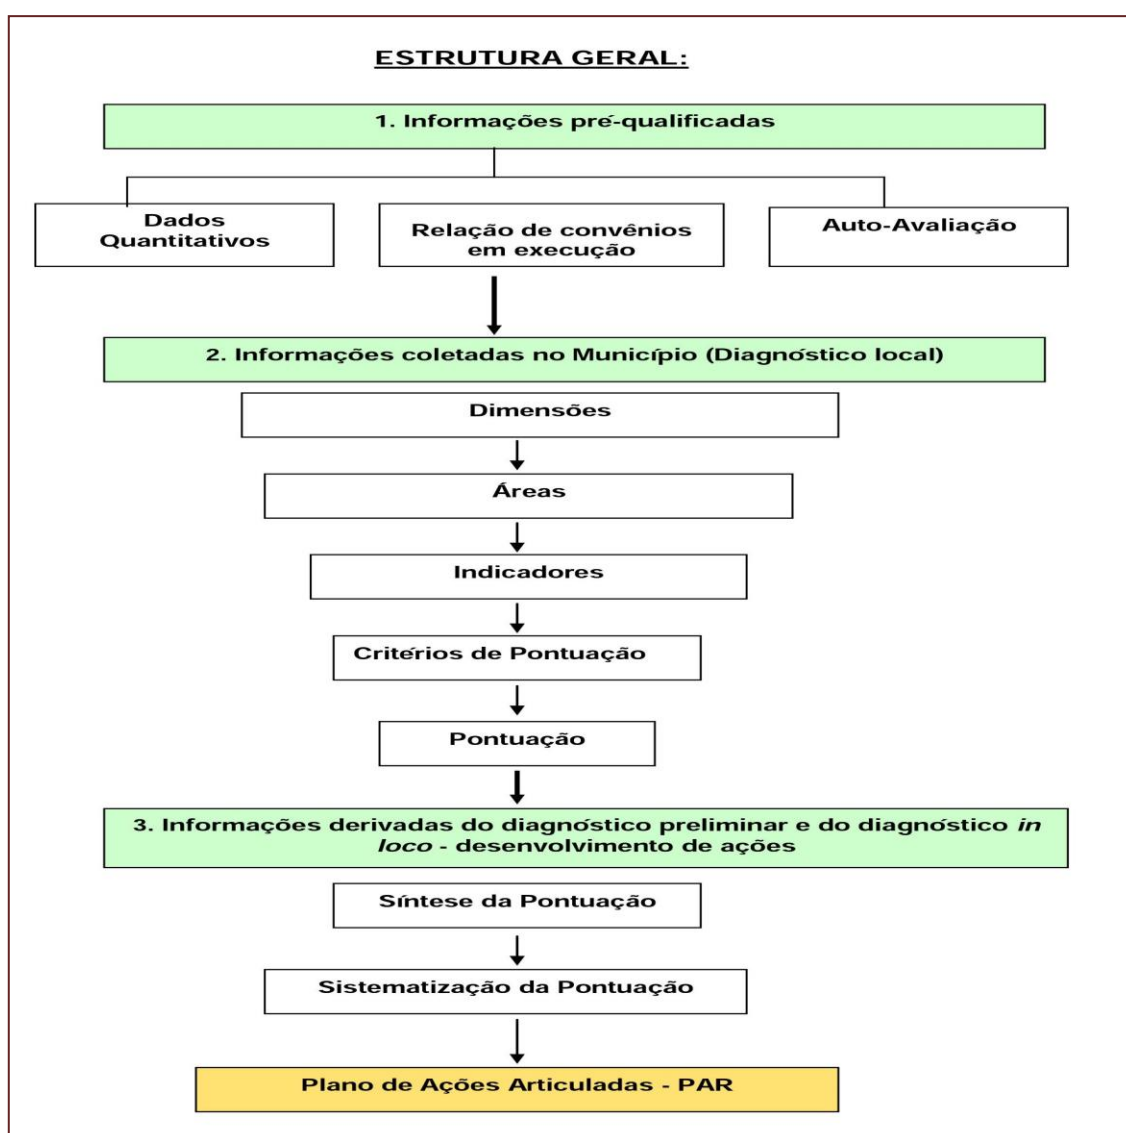 ESTRUTURA GERAL:
1. Informações pré-qualificadas
Dados
Quantitativos
Relação de convênios
em execução
Auto-Avaliação
2. Informações coletadas no Município (Diagnóstico local)
Dimensões
Áreas
Indicadores
Critérios de Pontuação
Pontuação
3. Informações derivadas do diagnóstico preliminar e do diagnóstico in
loco - desenvolvimento de ações
Síntese da Pontuação
Sistematização da Pontuação
Plano de Ações Articuladas - PAR